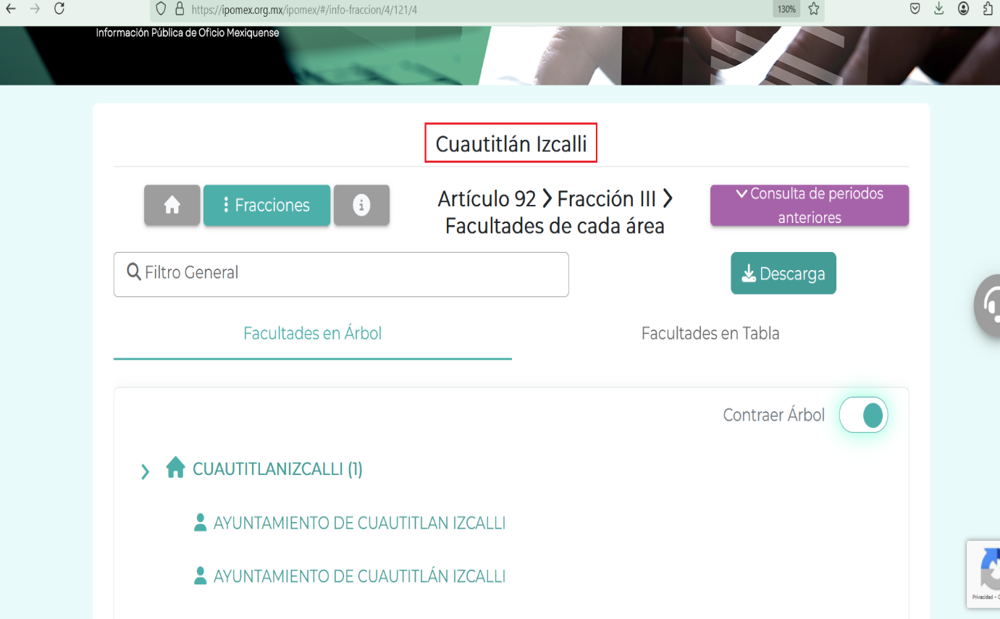 https://ipomex.org.mx/ipomex/#/info-fraccion/4/121/4
130%
Información Pública de Oficio Mexiquense
Cuautitlán Izcalli
Fracciones
Artículo 92 > Fracción III >
Facultades de cada área
Consulta de periodos
anteriores
Filtro General
Descarga
Facultades en Árbol
Facultades en Tabla
Contraer Árbol
CUAUTITLANIZCALLI (1)
AYUNTAMIENTO DE CUAUTITLAN IZCALLI
AYUNTAMIENTO DE CUAUTITLÁN IZCALLI
Privacidad -